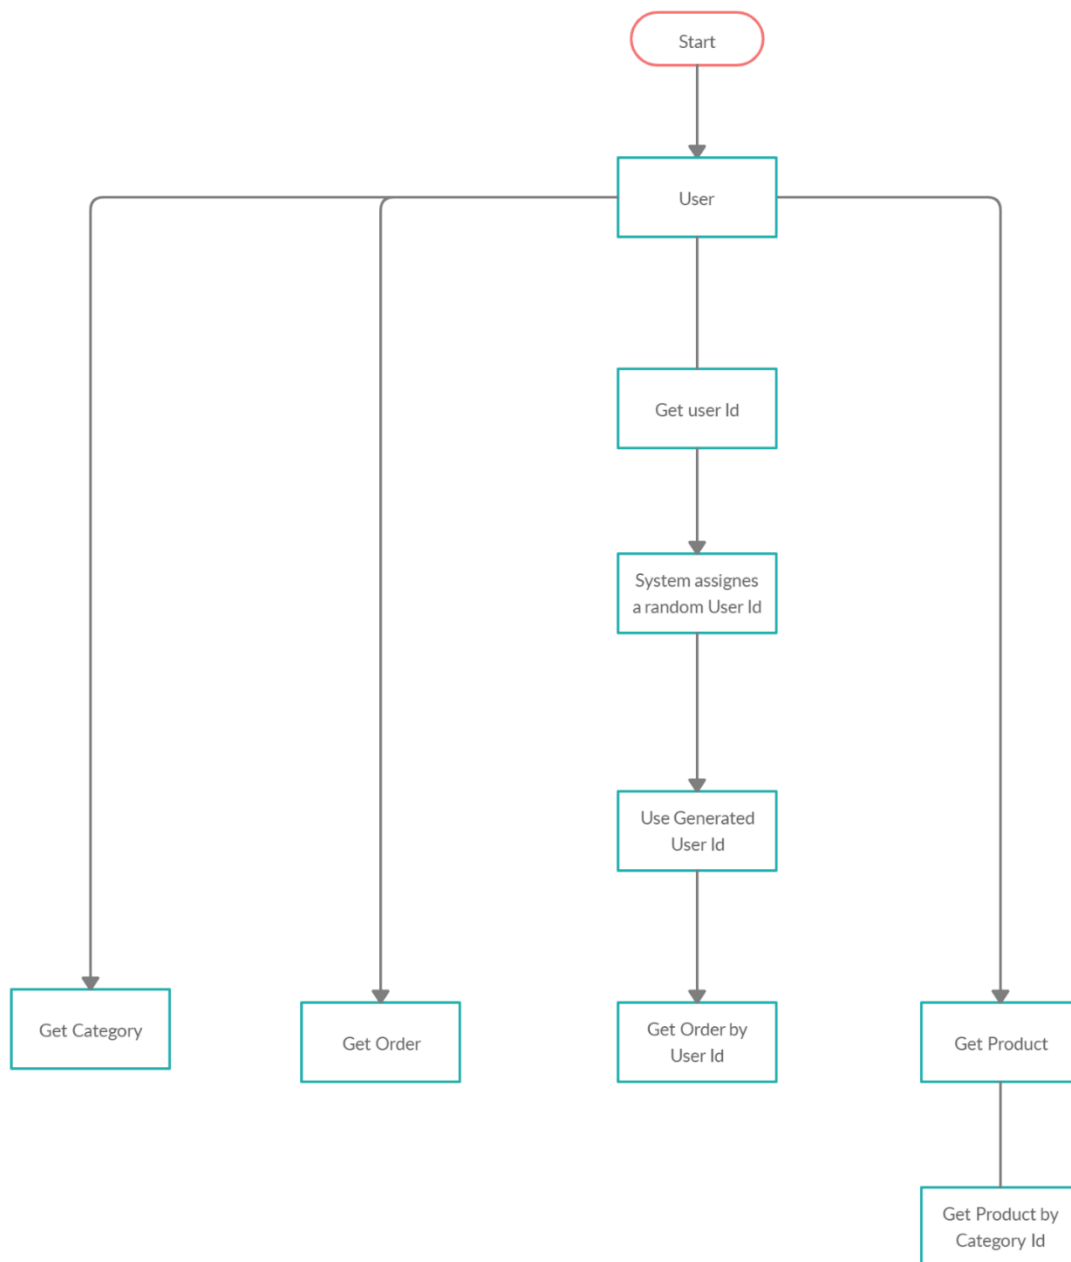 Start
User
Get user Id
System assignes
a random User Id
Use Generated
User Id
Get Category
Get Order
Get Order by
User Id
Get Product
Get Product by
Category Id